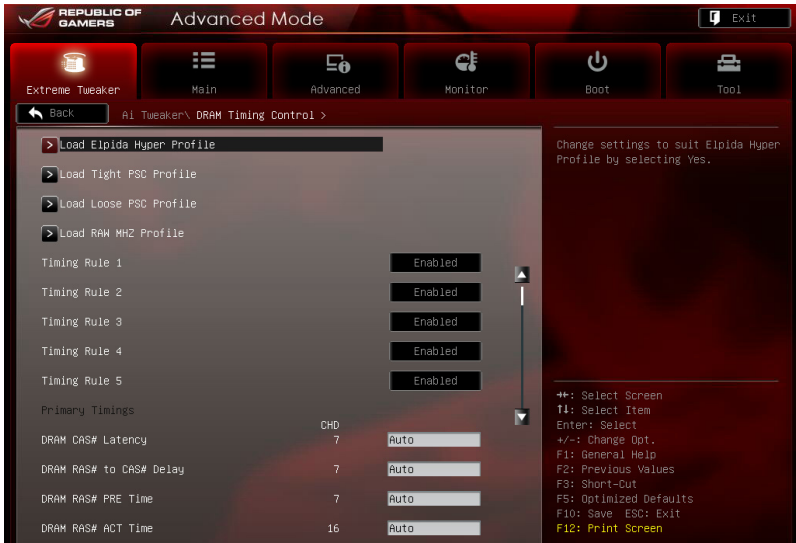 REPUBLIC OF
GAMERS
Advanced Mode
Exit
Extreme Tweaker
Main
Advanced
Monitor
Boot
Tool
Back
Ai Tweaker\ DRAM Timing Control >
> Load Elpida Hyper Profile
> Load Tight PSC Profile
> Load Loose PSC Profile
> Load RAW MHZ Profile
Timing Rule 1 Enabled
Timing Rule 2 Enabled
Timing Rule 3 Enabled
Timing Rule 4 Enabled
Timing Rule 5 Enabled
Primary Timings
CHD
DRAM CAS# Latency 7 Auto
DRAM RAS# to CAS# Delay 7 Auto
DRAM RAS# PRE Time 7 Auto
DRAM RAS# ACT Time 16 Auto
Change settings to suit Elpida Hyper
Profile by selecting Yes.
→←: Select Screen
↑↓: Select Item
Enter: Select
+/-: Change Opt.
F1: General Help
F2: Previous Values
F3: Short-Cut
F5: Optimized Defaults
F10: Save ESC: Exit
F12: Print Screen